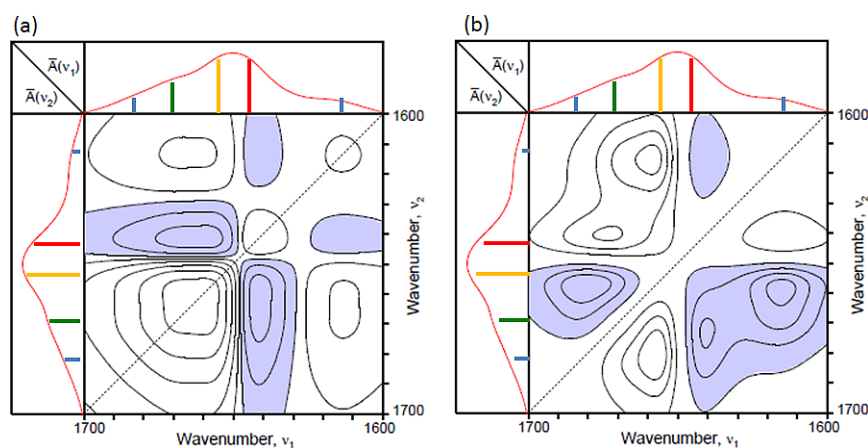 (a)
Ā(ν₁)
Ā(ν₂)
1600
Wavenumber, ν₂
1700
1700
Wavenumber, ν₁
1600
(b)
Ā(ν₁)
Ā(ν₂)
1600
Wavenumber, ν₂
1700
1700
Wavenumber, ν₁
1600